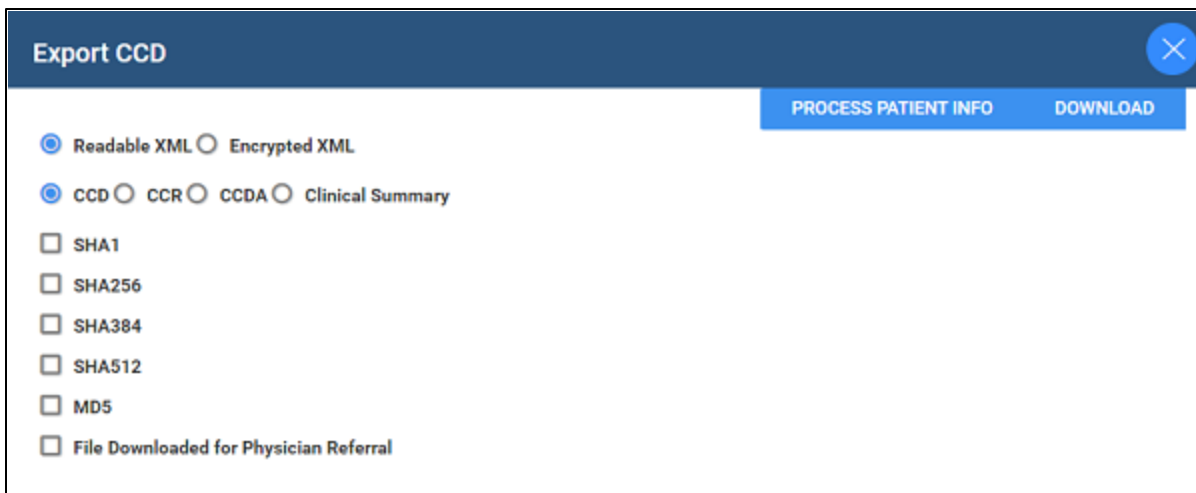 Export CCD
PROCESS PATIENT INFO DOWNLOAD
Readable XML Encrypted XML
CCD CCR CCDA Clinical Summary
SHA1
SHA256
SHA384
SHA512
MD5
File Downloaded for Physician Referral